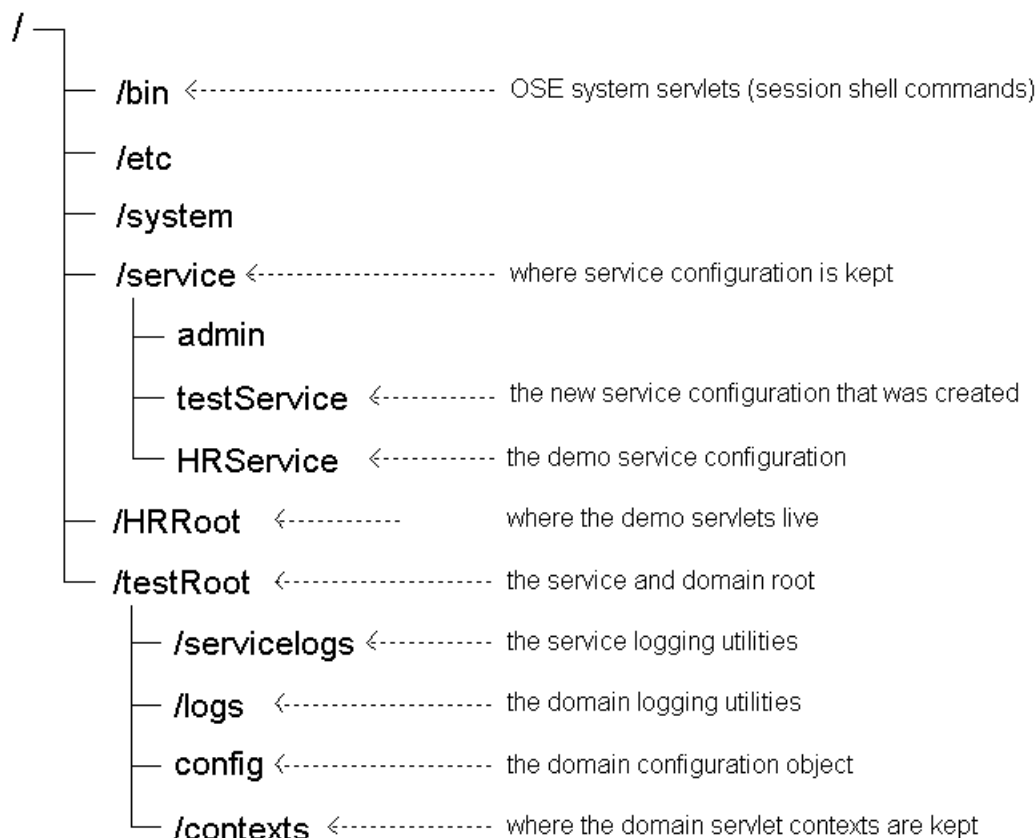 /
/bin OSE system servlets (session shell commands)
/etc
/system
/service where service configuration is kept
admin
testService the new service configuration that was created
HRService the demo service configuration
/HRRoot where the demo servlets live
/testRoot the service and domain root
/servicelogs the service logging utilities
/logs the domain logging utilities
config the domain configuration object
/contexts where the domain servlet contexts are kept